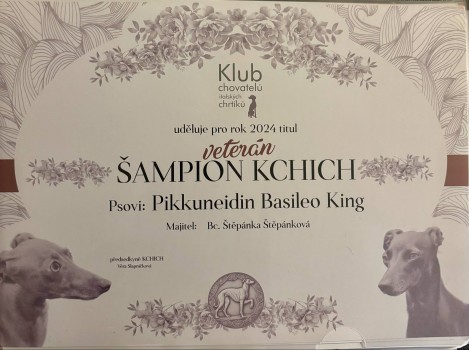 Klub
chovatelů
italských
chrtíků
uděluje pro rok 2024 titul
veterán
ŠAMPION KCHICH
Psovi: Pikkuneidin Basileo King
Majitel: Bc. Štěpánka Štěpánková
předsedkyně KCHICH